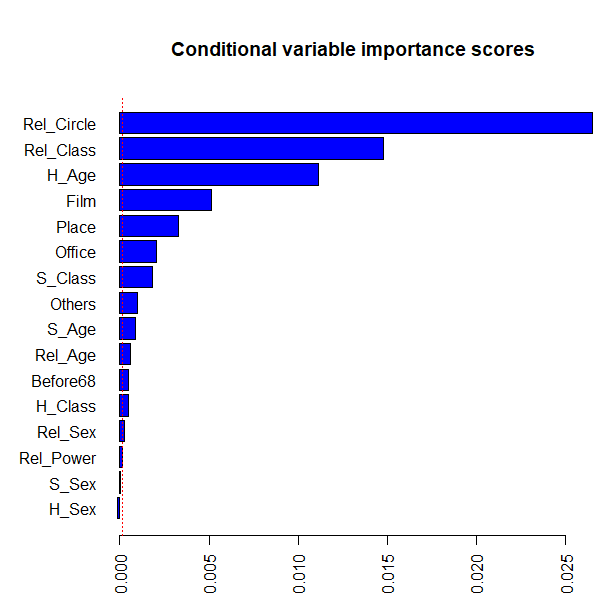 Conditional variable importance scores
Rel_Circle
Rel_Class
H_Age
Film
Place
Office
S_Class
Others
S_Age
Rel_Age
Before68
H_Class
Rel_Sex
Rel_Power
S_Sex
H_Sex
0.000
0.005
0.010
0.015
0.020
0.025